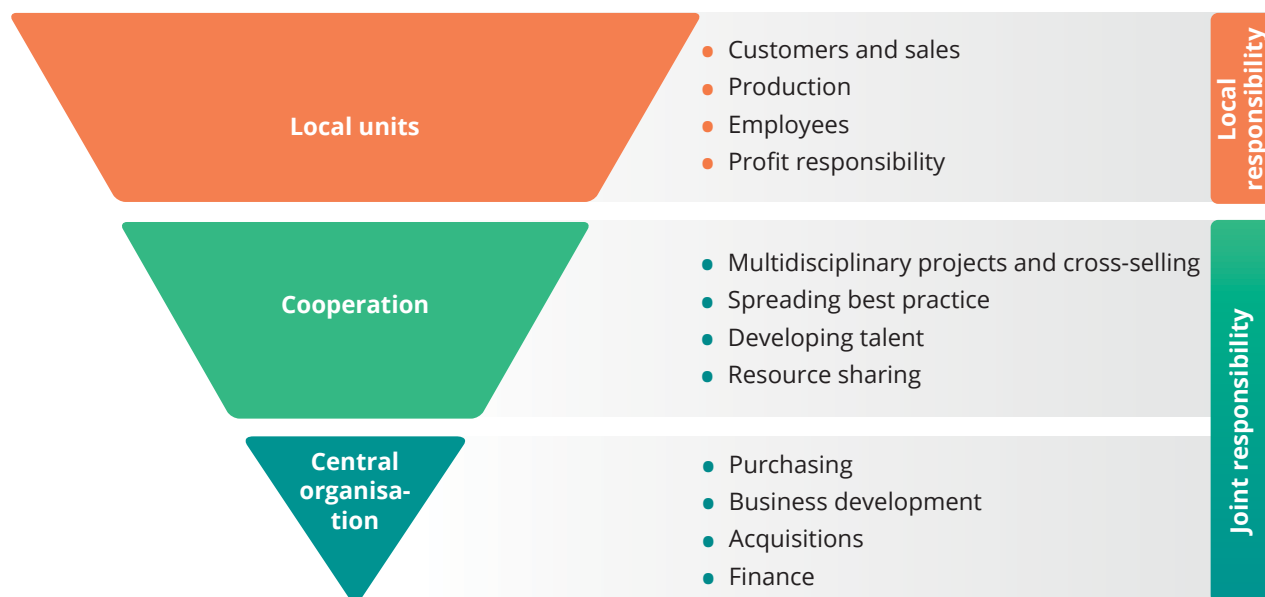 Local units
Customers and sales
Production
Employees
Profit responsibility
Local
responsibility
Cooperation
Multidisciplinary projects and cross-selling
Spreading best practice
Developing talent
Resource sharing
Joint responsibility
Central
organisa-
tion
Purchasing
Business development
Acquisitions
Finance